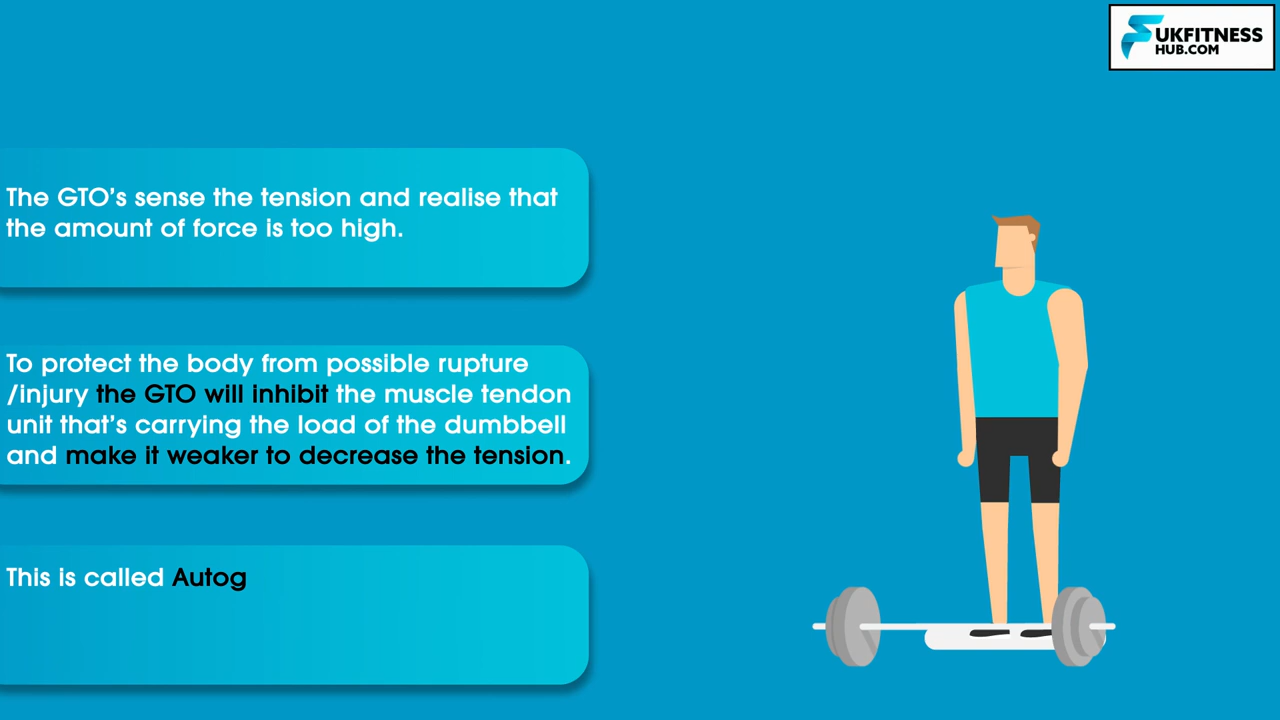 UKFITNESS
HUB.COM
The GTO's sense the tension and realise that
the amount of force is too high.
To protect the body from possible rupture
/injury the GTO will inhibit the muscle tendon
unit that's carrying the load of the dumbbell
and make it weaker to decrease the tension.
This is called Autog